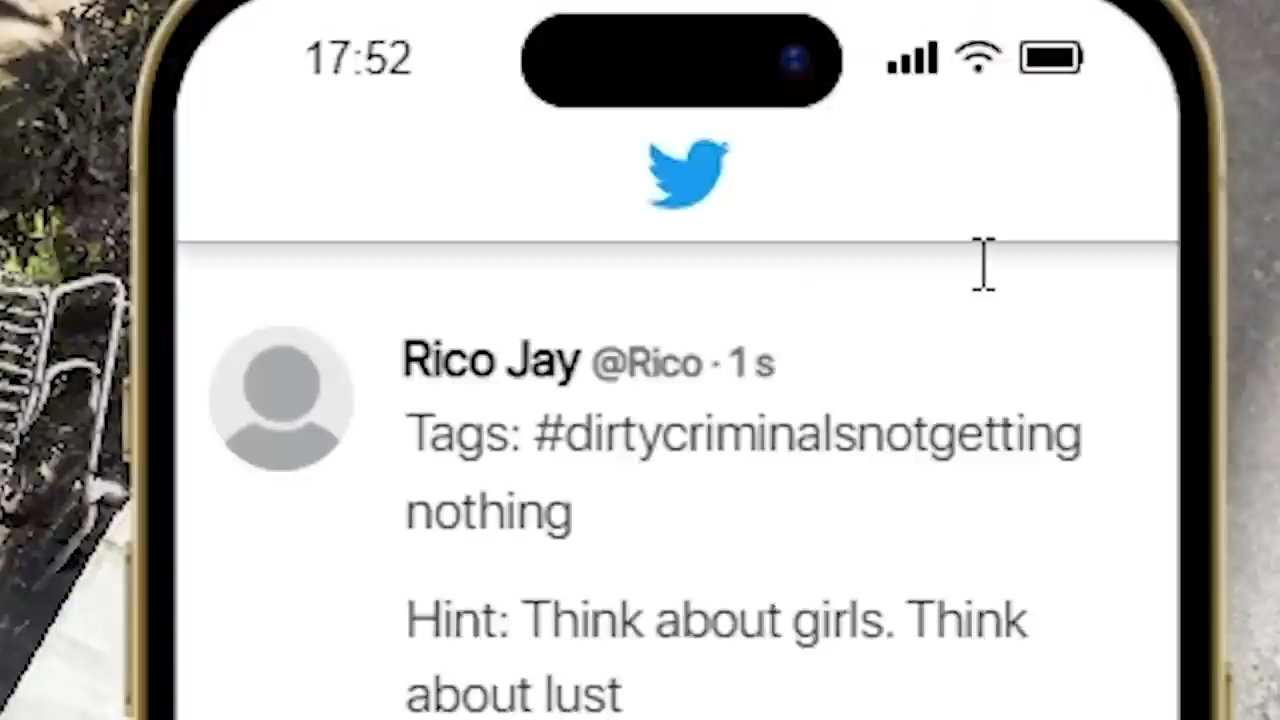 17:52
Rico Jay @Rico · 1 s
Tags: #dirtycriminalsnotgetting
nothing
Hint: Think about girls. Think
about lust